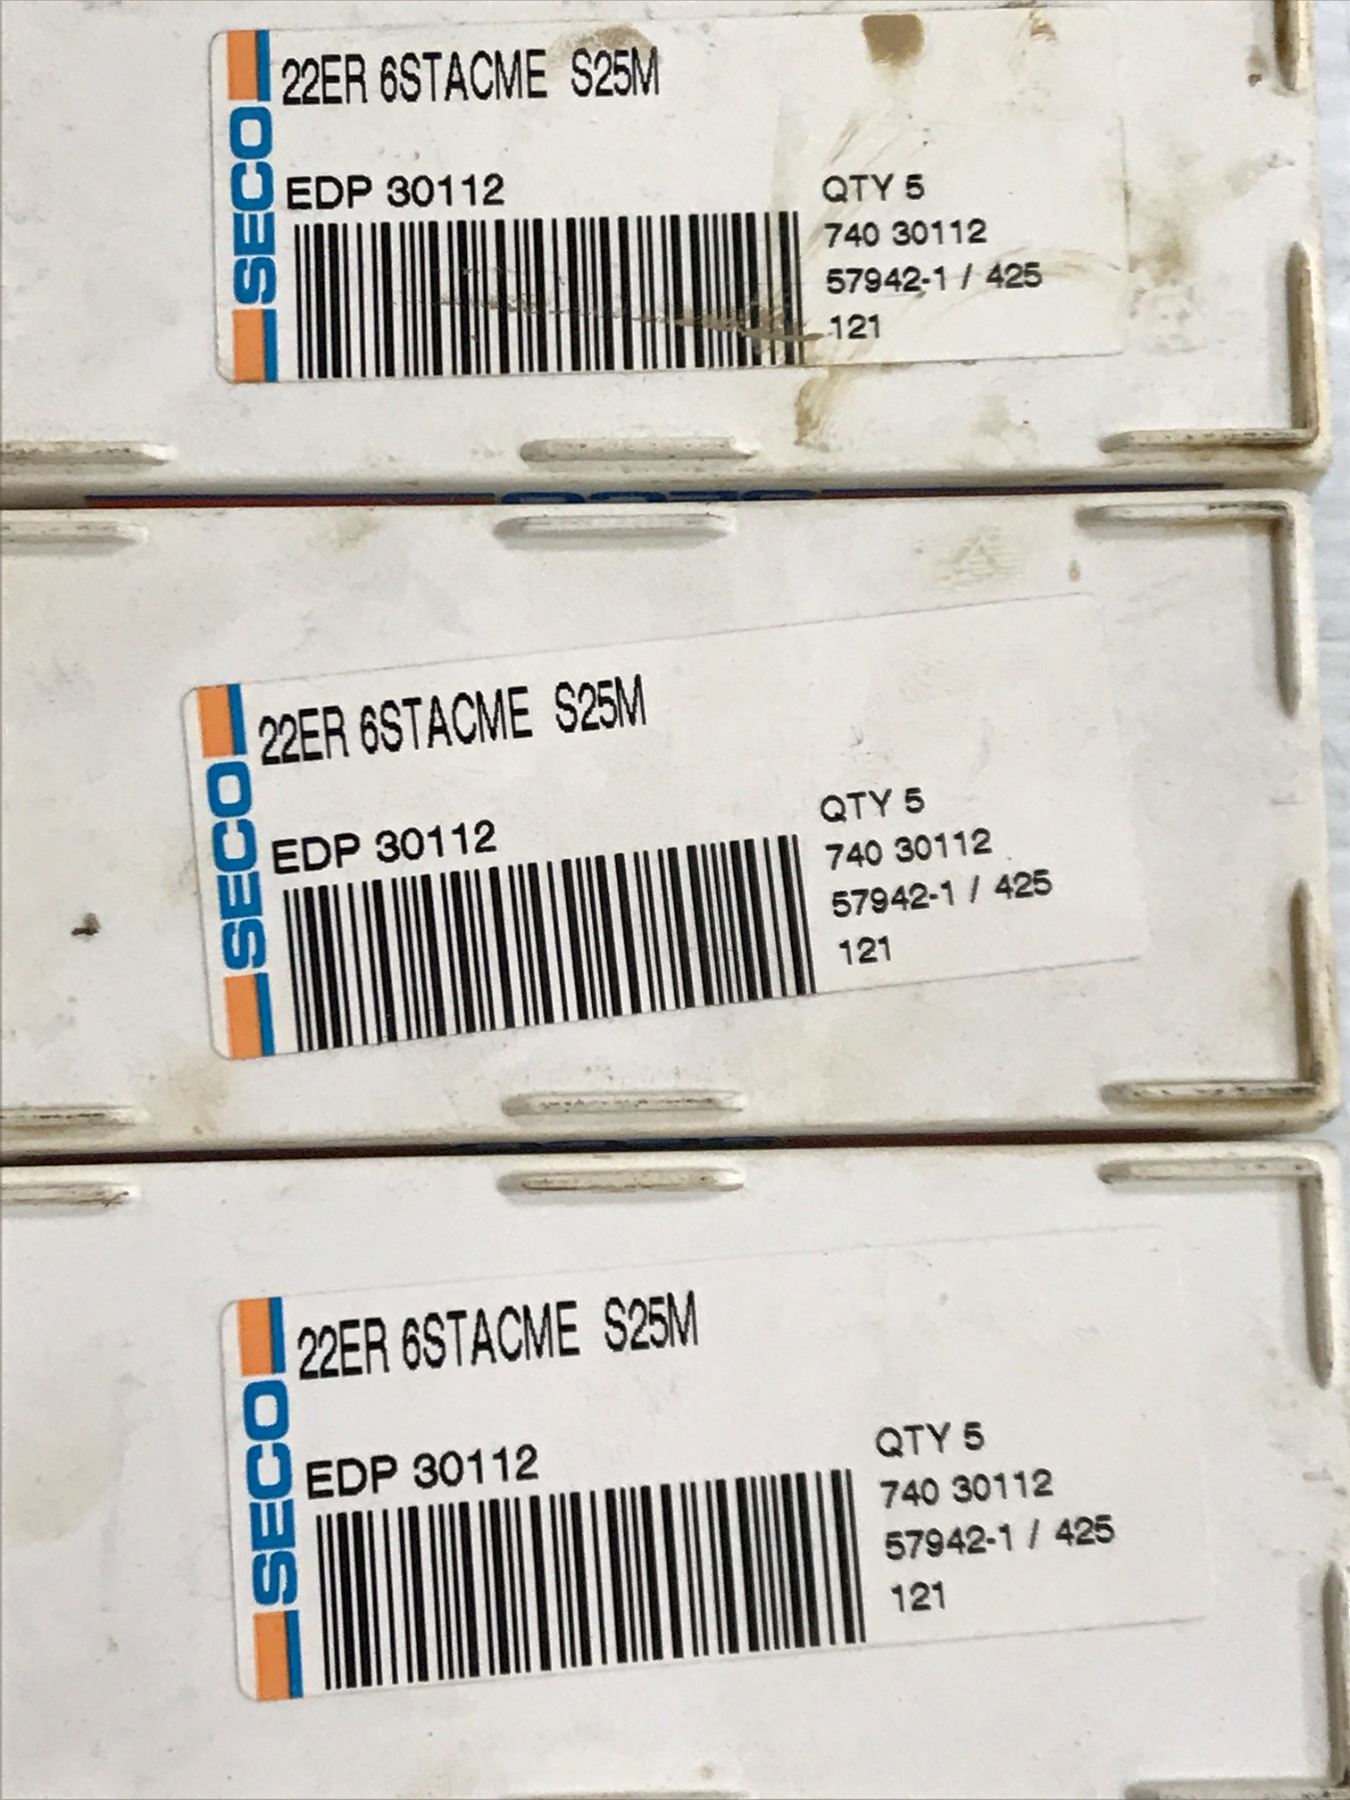 SECO
22ER 6STACME S25M
EDP 30112
QTY 5
740 30112
57942-1 / 425
121
SECO
22ER 6STACME S25M
EDP 30112
QTY 5
740 30112
57942-1 / 425
121
SECO
22ER 6STACME S25M
EDP 30112
QTY 5
740 30112
57942-1 / 425
121